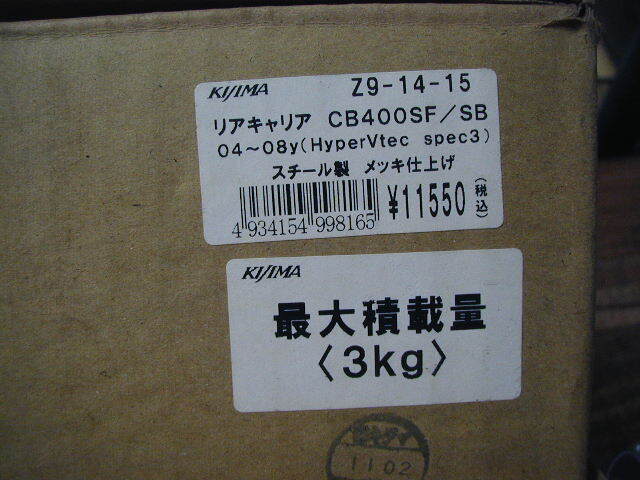 KIJIMA Z9-14-15
リアキャリア CB400SF/SB
04~08y(HyperVtec spec3)
スチール製 メッキ仕上げ
¥11550(税込)
4 934154 998165
KIJIMA
最大積載量
〈3kg〉
1102